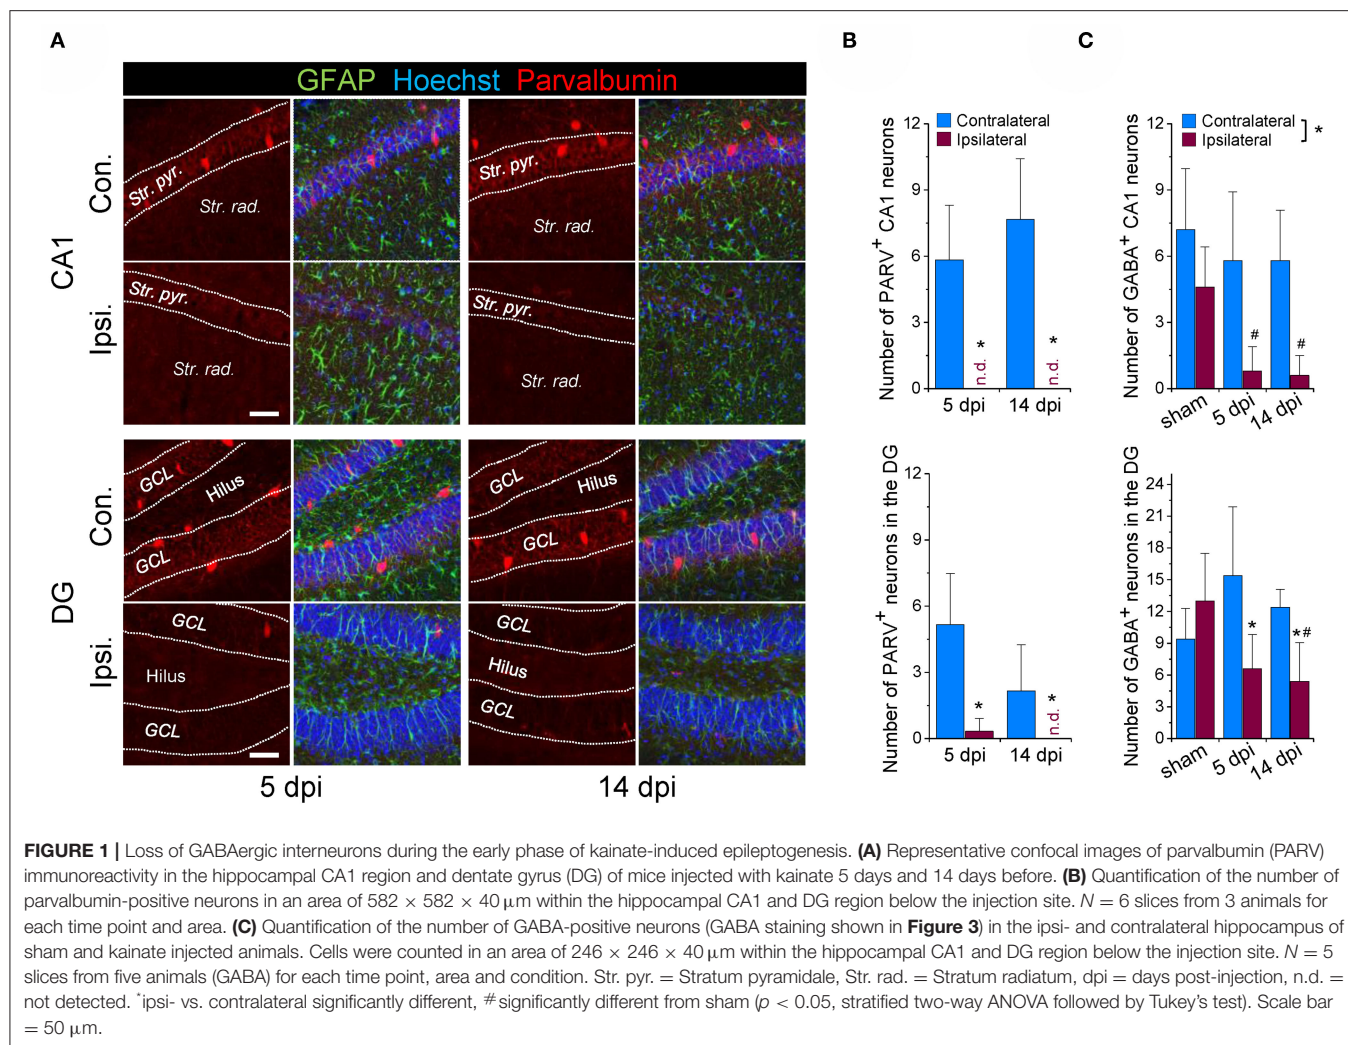 A
GFAP Hoechst Parvalbumin
CA1
Con.
Str. pyr.
Str. rad.
Str. pyr.
Str. rad.
Ipsi.
Str. pyr.
Str. rad.
Str. pyr.
Str. rad.
DG
Con.
GCL
Hilus
GCL
GCL
Hilus
GCL
Ipsi.
GCL
Hilus
GCL
GCL
Hilus
GCL
5 dpi
14 dpi
B
Number of PARV+ CA1 neurons
12
9
6
3
0
Contralateral
Ipsilateral
*
n.d.
*
n.d.
5 dpi
14 dpi
Number of PARV+ neurons in the DG
12
9
6
3
0
*
*
n.d.
5 dpi
14 dpi
C
Number of GABA+ CA1 neurons
12
9
6
3
0
Contralateral
Ipsilateral
*
#
#
sham
5 dpi
14 dpi
Number of GABA+ neurons in the DG
24
21
18
15
12
9
6
3
0
*
*#
sham
5 dpi
14 dpi
FIGURE 1 | Loss of GABAergic interneurons during the early phase of kainate-induced epileptogenesis. (A) Representative confocal images of parvalbumin (PARV)
immunoreactivity in the hippocampal CA1 region and dentate gyrus (DG) of mice injected with kainate 5 days and 14 days before. (B) Quantification of the number of
parvalbumin-positive neurons in an area of 582 × 582 × 40 μm within the hippocampal CA1 and DG region below the injection site. N = 6 slices from 3 animals for
each time point and area. (C) Quantification of the number of GABA-positive neurons (GABA staining shown in Figure 3) in the ipsi- and contralateral hippocampus of
sham and kainate injected animals. Cells were counted in an area of 246 × 246 × 40 μm within the hippocampal CA1 and DG region below the injection site. N = 5
slices from five animals (GABA) for each time point, area and condition. Str. pyr. = Stratum pyramidale, Str. rad. = Stratum radiatum, dpi = days post-injection, n.d. =
not detected. *ipsi- vs. contralateral significantly different, #significantly different from sham (p < 0.05, stratified two-way ANOVA followed by Tukey's test). Scale bar
= 50 μm.